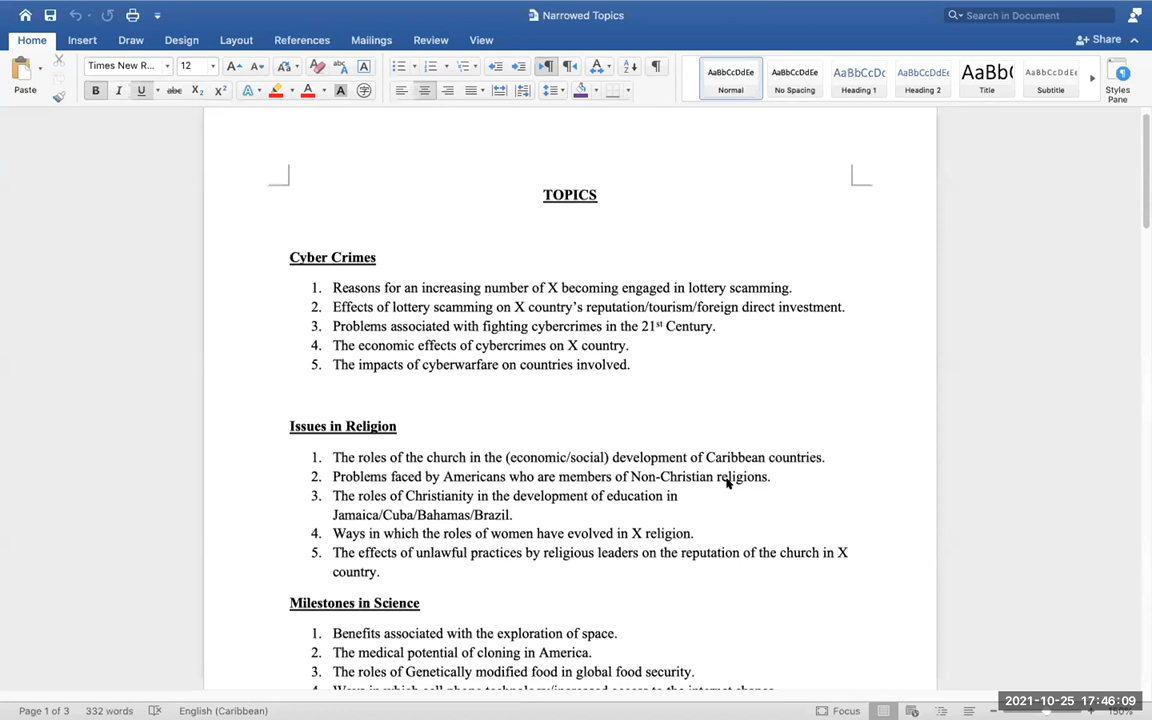 Narrowed Topics
Search in Document
Home Insert Draw Design Layout References Mailings Review View
Share
Times New R... 12
Paste
AaBbCcDdEe AaBbCcDdEe AaBbCcDc AaBbCcDdEe AaBb( AaBbCcDdEe
Normal No Spacing Heading 1 Heading 2 Title Subtitle
Styles
Pane
TOPICS
Cyber Crimes
1. Reasons for an increasing number of X becoming engaged in lottery scamming.
2. Effects of lottery scamming on X country’s reputation/tourism/foreign direct investment.
3. Problems associated with fighting cybercrimes in the 21st Century.
4. The economic effects of cybercrimes on X country.
5. The impacts of cyberwarfare on countries involved.
Issues in Religion
1. The roles of the church in the (economic/social) development of Caribbean countries.
2. Problems faced by Americans who are members of Non-Christian religions.
3. The roles of Christianity in the development of education in
Jamaica/Cuba/Bahamas/Brazil.
4. Ways in which the roles of women have evolved in X religion.
5. The effects of unlawful practices by religious leaders on the reputation of the church in X
country.
Milestones in Science
1. Benefits associated with the exploration of space.
2. The medical potential of cloning in America.
3. The roles of Genetically modified food in global food security.
Page 1 of 3 332 words English (Caribbean) Focus 150%
2021-10-25 17:46:09